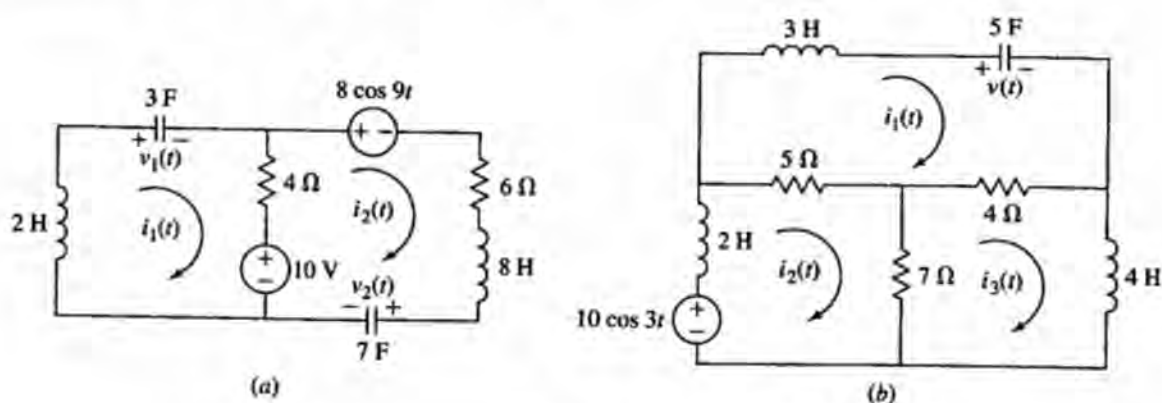 3 F
+ -
v₁(t)
2 H
i₁(t)
4 Ω
+
-
10 V
8 cos 9t
+ -
i₂(t)
6 Ω
8 H
v₂(t)
- +
7 F
(a)
3 H
5 F
+ -
v(t)
i₁(t)
5 Ω
4 Ω
2 H
i₂(t)
7 Ω
i₃(t)
4 H
10 cos 3t
+
-
(b)